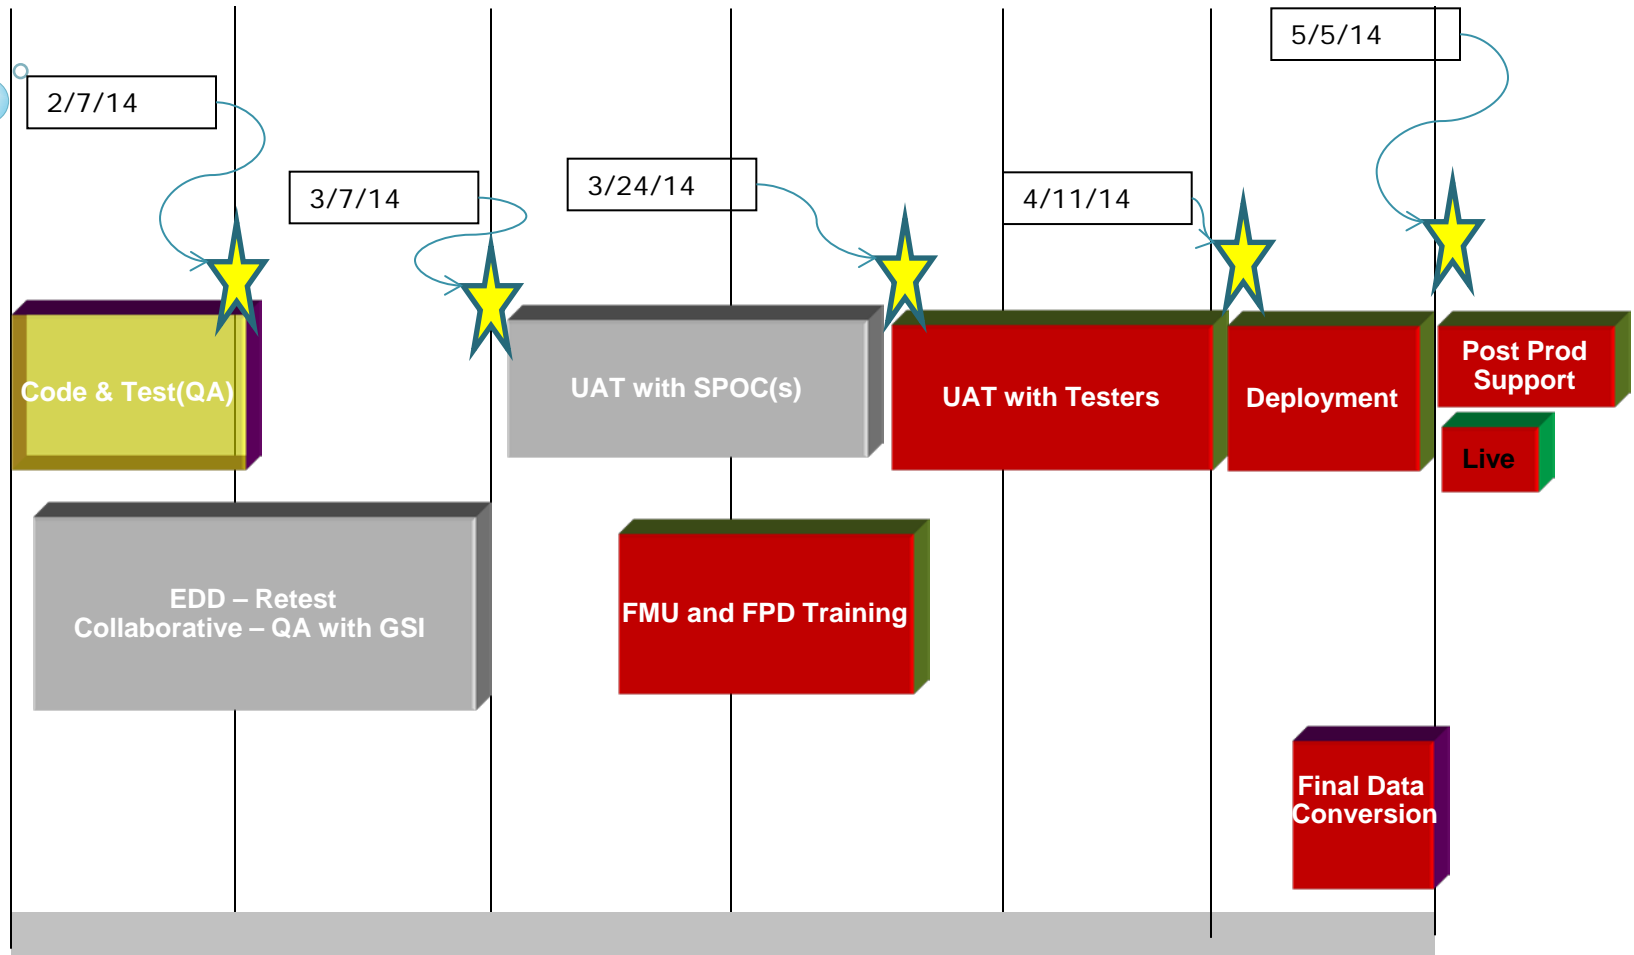 5/5/14
2/7/14
3/7/14
3/24/14
4/11/14
Code & Test(QA)
UAT with SPOC(s)
UAT with Testers
Deployment
Post Prod
Support
Live
EDD – Retest
Collaborative – QA with GSI
FMU and FPD Training
Final Data
Conversion